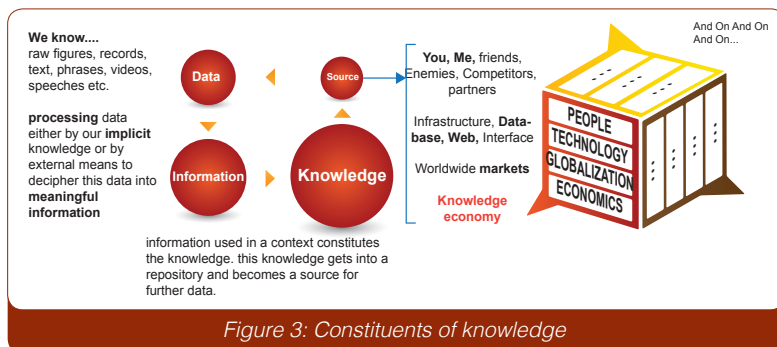 We know....
raw figures, records,
text, phrases, videos,
speeches etc.
processing data
either by our implicit
knowledge or by
external means to
decipher this data into
meaningful
information
Data
Source
Information
Knowledge
information used in a context constitutes
the knowledge. this knowledge gets into a
repository and becomes a source for
further data.
You, Me, friends,
Enemies, Competitors,
partners
Infrastructure, Data-
base, Web, Interface
Worldwide markets
Knowledge
economy
PEOPLE
TECHNOLOGY
GLOBALIZATION
ECONOMICS
And On And On
And On...
Figure 3: Constituents of knowledge